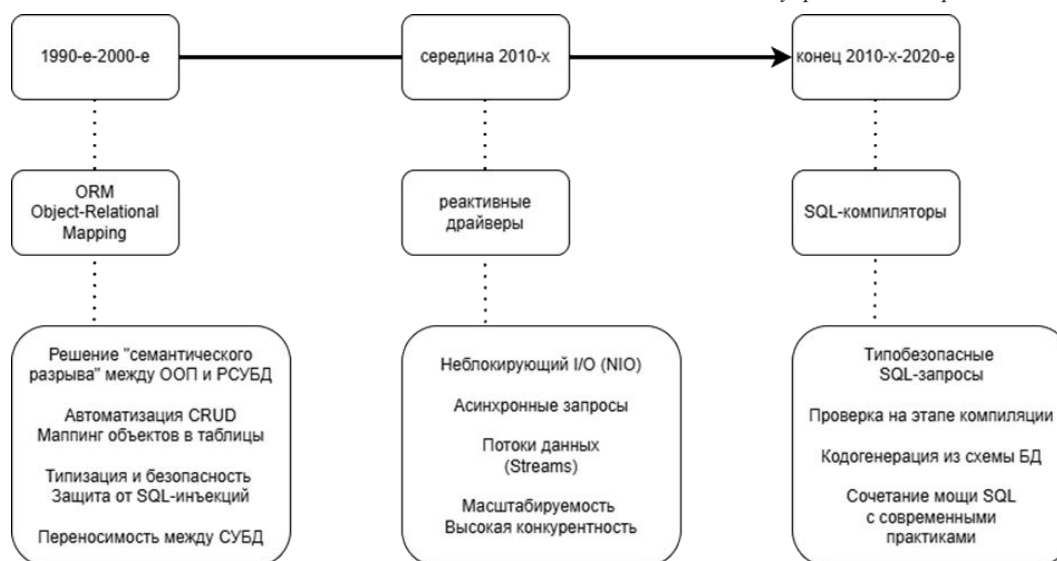 1990-е-2000-е
середина 2010-х
конец 2010-х-2020-е
ORM
Object-Relational
Mapping
реактивные
драйверы
SQL-компиляторы
Решение "семантического
разрыва" между ООП и РСУБД
Автоматизация CRUD
Маппинг объектов в таблицы
Типизация и безопасность
Защита от SQL-инъекций
Переносимость между СУБД
Неблокирующий I/O (NIO)
Асинхронные запросы
Потоки данных
(Streams)
Масштабируемость
Высокая конкурентность
Типобезопасные
SQL-запросы
Проверка на этапе компиляции
Кодогенерация из схемы БД
Сочетание мощи SQL
с современными
практиками